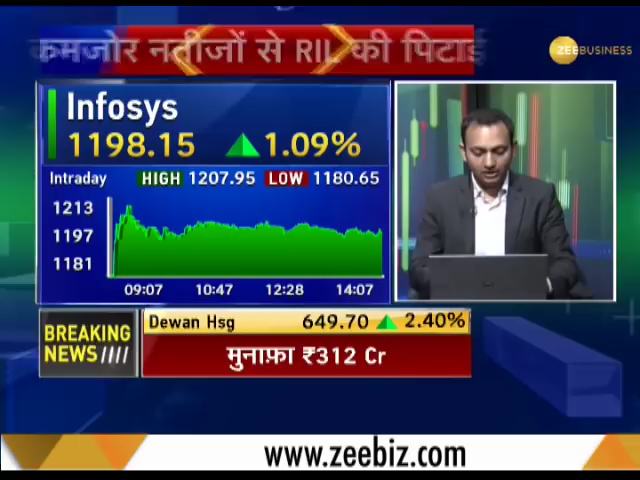 कमजोर नतीजों से RIL की पिटाई
ZEEBUSINESS
Infosys
1198.15 1.09%
Intraday HIGH 1207.95 LOW 1180.65
1213
1197
1181
09:07 10:47 12:28 14:07
BREAKING
NEWS
Dewan Hsg 649.70 2.40%
मुनाफ़ा ₹312 Cr
www.zeebiz.com